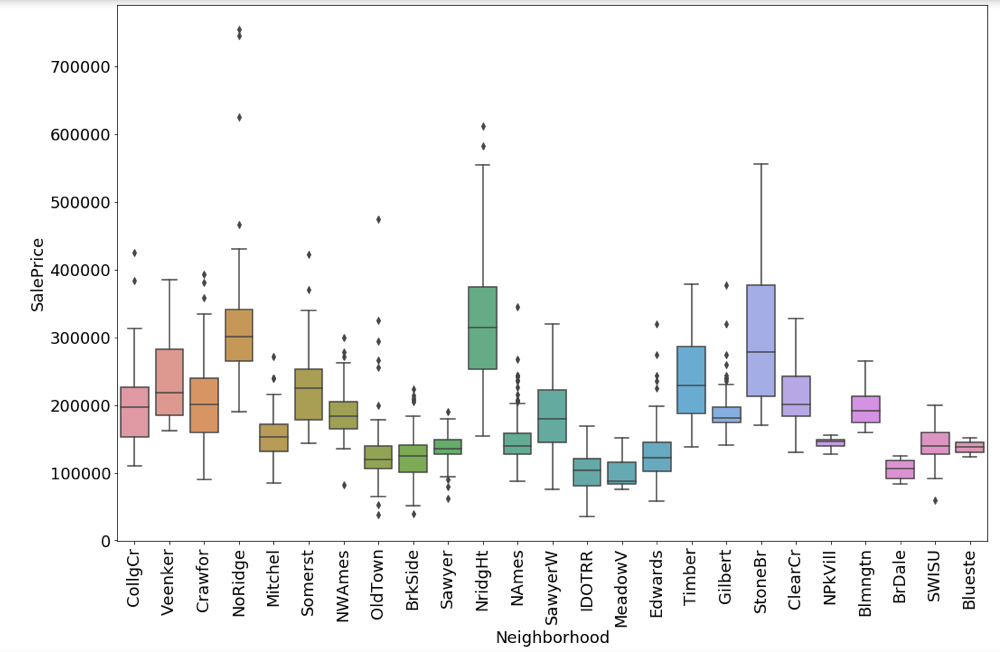 700000
600000
500000
400000
300000
200000
100000
0
SalePrice
CollgCr
Veenker
Crawfor
NoRidge
Mitchel
Somerst
NWAmes
OldTown
BrkSide
Sawyer
NridgHt
NAmes
SawyerW
IDOTRR
MeadowV
Edwards
Timber
Gilbert
StoneBr
ClearCr
NPkVill
Blmngtn
BrDale
SWISU
Blueste
Neighborhood